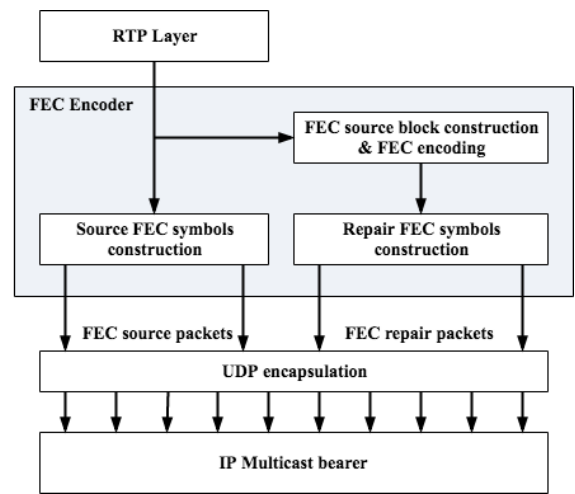 RTP Layer
FEC Encoder
FEC source block construction
& FEC encoding
Source FEC symbols
construction
Repair FEC symbols
construction
FEC source packets
FEC repair packets
UDP encapsulation
IP Multicast bearer